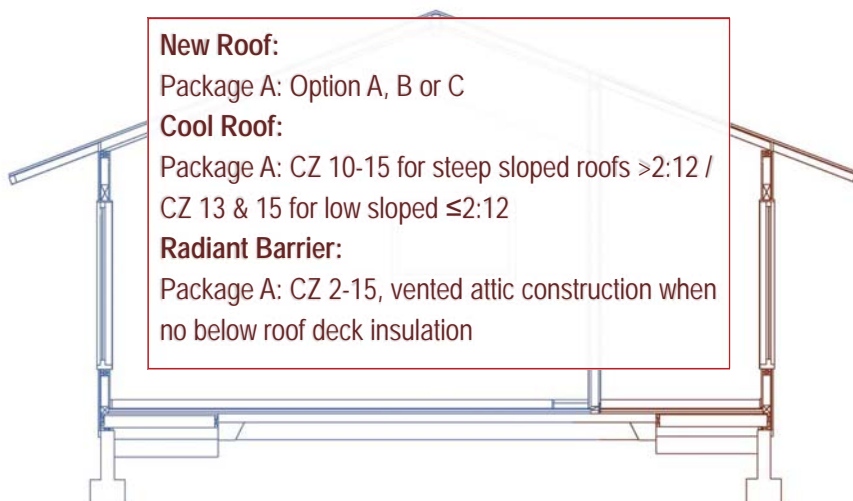 New Roof:
Package A: Option A, B or C
Cool Roof:
Package A: CZ 10-15 for steep sloped roofs >2:12 /
CZ 13 & 15 for low sloped ≤2:12
Radiant Barrier:
Package A: CZ 2-15, vented attic construction when
no below roof deck insulation